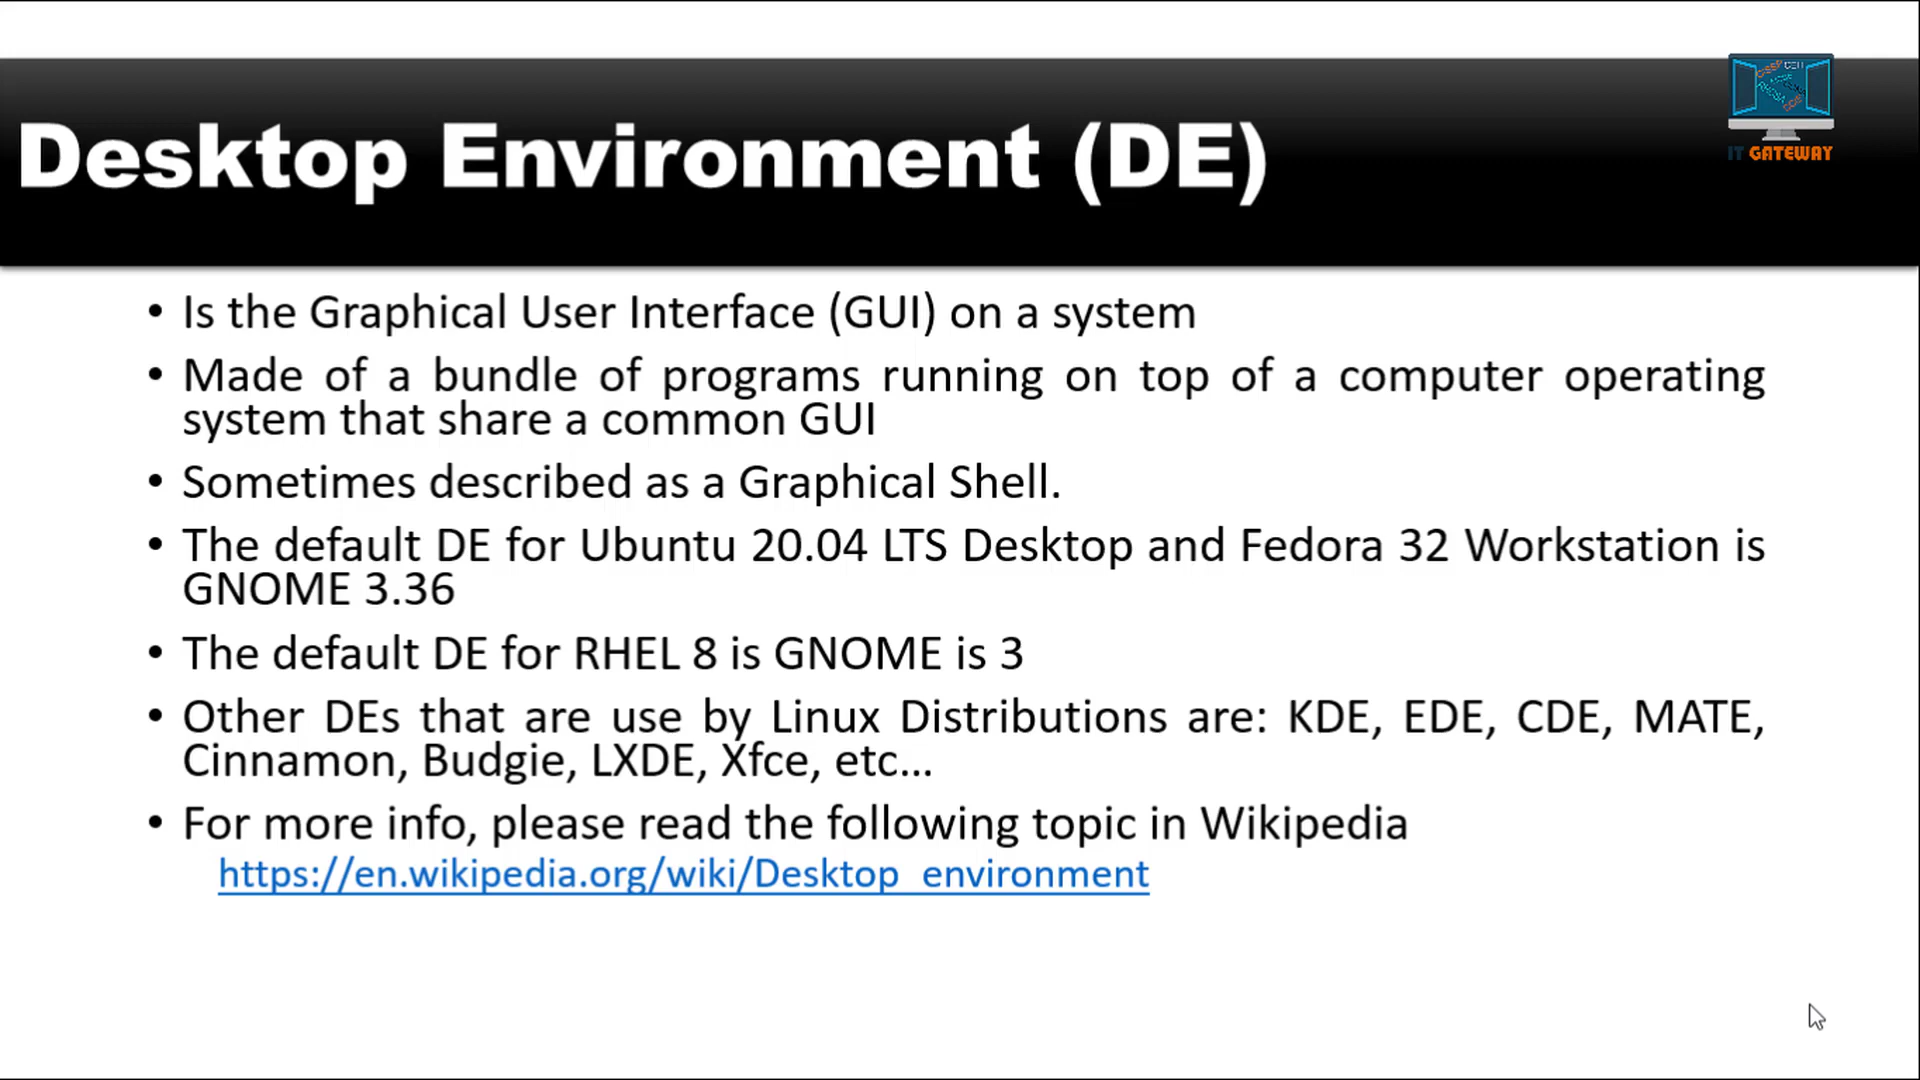 Desktop Environment (DE)
IT GATEWAY
• Is the Graphical User Interface (GUI) on a system
• Made of a bundle of programs running on top of a computer operating
system that share a common GUI
• Sometimes described as a Graphical Shell.
• The default DE for Ubuntu 20.04 LTS Desktop and Fedora 32 Workstation is
GNOME 3.36
• The default DE for RHEL 8 is GNOME is 3
• Other DEs that are use by Linux Distributions are: KDE, EDE, CDE, MATE,
Cinnamon, Budgie, LXDE, Xfce, etc...
• For more info, please read the following topic in Wikipedia
https://en.wikipedia.org/wiki/Desktop_environment